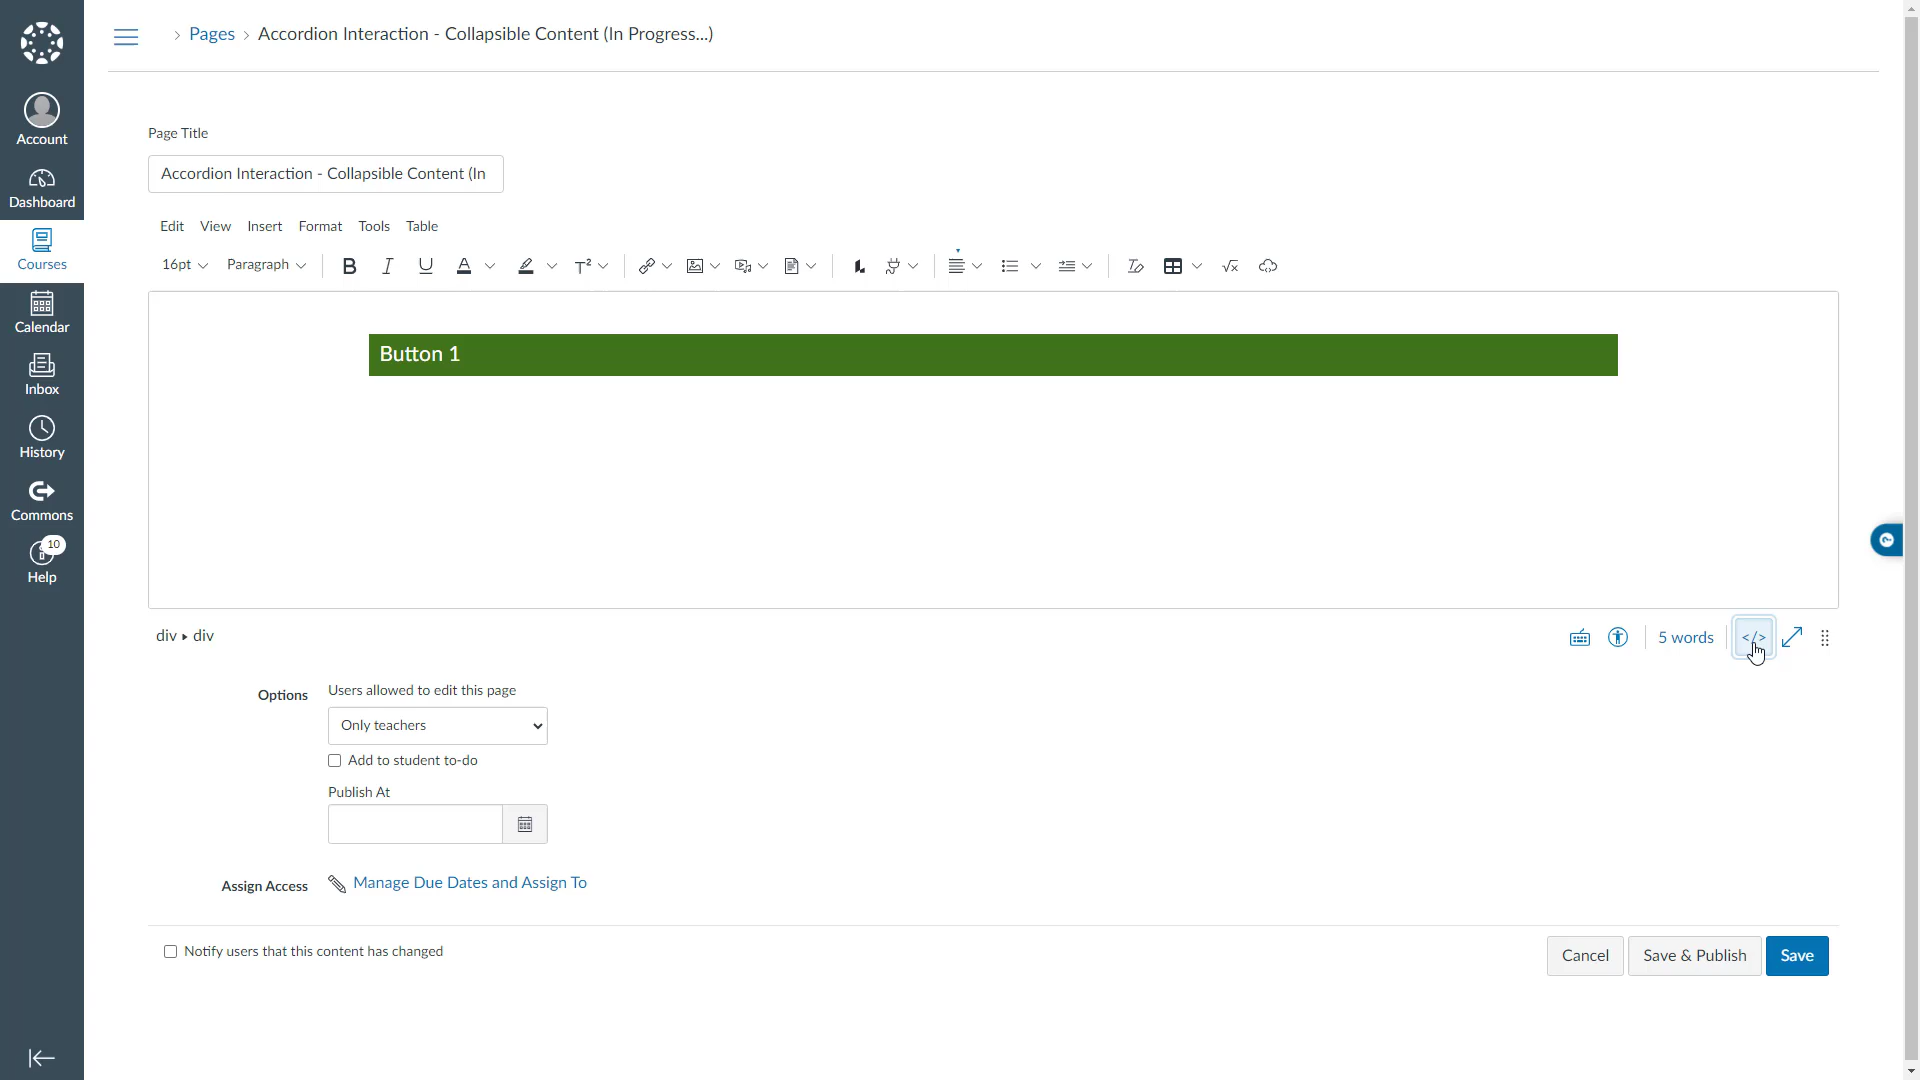 Pages
Accordion Interaction - Collapsible Content (In Progress...)
Account
Dashboard
Courses
Calendar
Inbox
History
Commons
10
Help
Page Title
Accordion Interaction - Collapsible Content (In
Edit View Insert Format Tools Table
16pt Paragraph
Button 1
div ▸ div
5 words
</>
Options
Users allowed to edit this page
Only teachers
Add to student to-do
Publish At
Assign Access
Manage Due Dates and Assign To
Notify users that this content has changed
Cancel
Save & Publish
Save